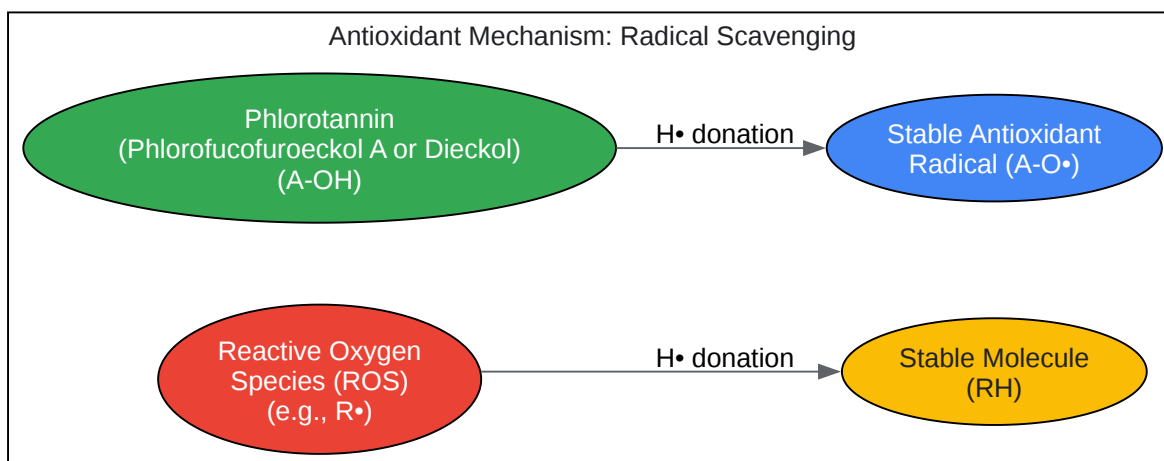 Antioxidant Mechanism: Radical Scavenging
Phlorotannin
(Phlorofucofuroeckol A or Dieckol)
(A-OH)
H• donation
Stable Antioxidant
Radical (A-O•)
Reactive Oxygen
Species (ROS)
(e.g., R•)
H• donation
Stable Molecule
(RH)